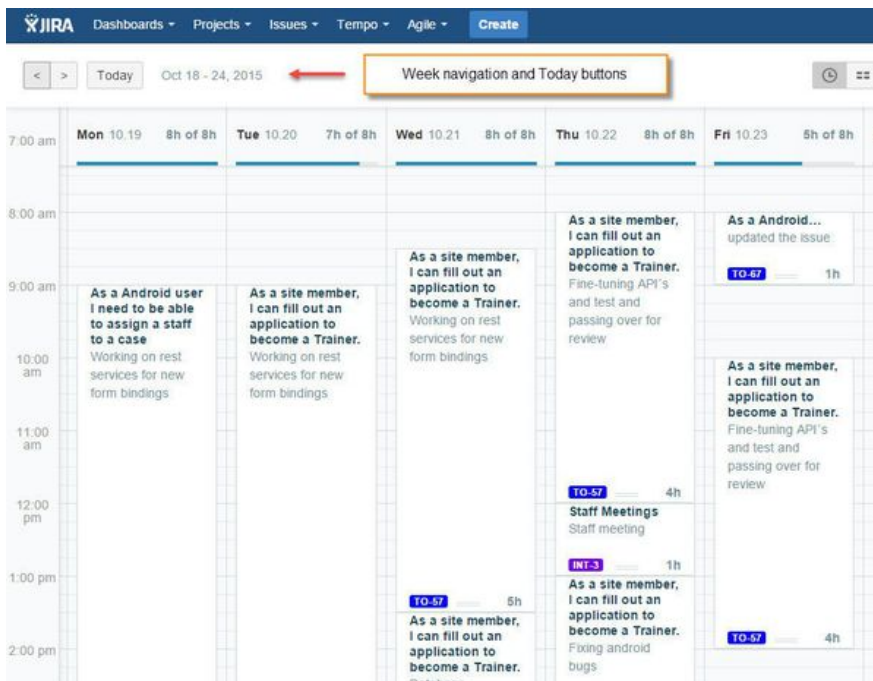 JIRA Dashboards Projects Issues Tempo Agile Create
< > Today Oct 18 - 24, 2015
Week navigation and Today buttons
Mon 10.19 8h of 8h
Tue 10.20 7h of 8h
Wed 10.21 8h of 8h
Thu 10.22 8h of 8h
Fri 10.23 5h of 8h
7:00 am
8:00 am
9:00 am
10:00
am
11:00
am
12:00
pm
1:00 pm
2:00 pm
As a Android user
I need to be able
to assign a staff
to a case
Working on rest
services for new
form bindings
As a site member,
I can fill out an
application to
become a Trainer.
Working on rest
services for new
form bindings
As a site member,
I can fill out an
application to
become a Trainer.
Working on rest
services for new
form bindings
TO-57 5h
As a site member,
I can fill out an
application to
become a Trainer.
As a site member,
I can fill out an
application to
become a Trainer.
Fine-tuning API's
and test and
passing over for
review
TO-57 4h
Staff Meetings
Staff meeting
INT-3 1h
As a site member,
I can fill out an
application to
become a Trainer.
Fixing android
bugs
As a Android...
updated the issue
TO-67 1h
As a site member,
I can fill out an
application to
become a Trainer.
Fine-tuning API's
and test and
passing over for
review
TO-57 4h